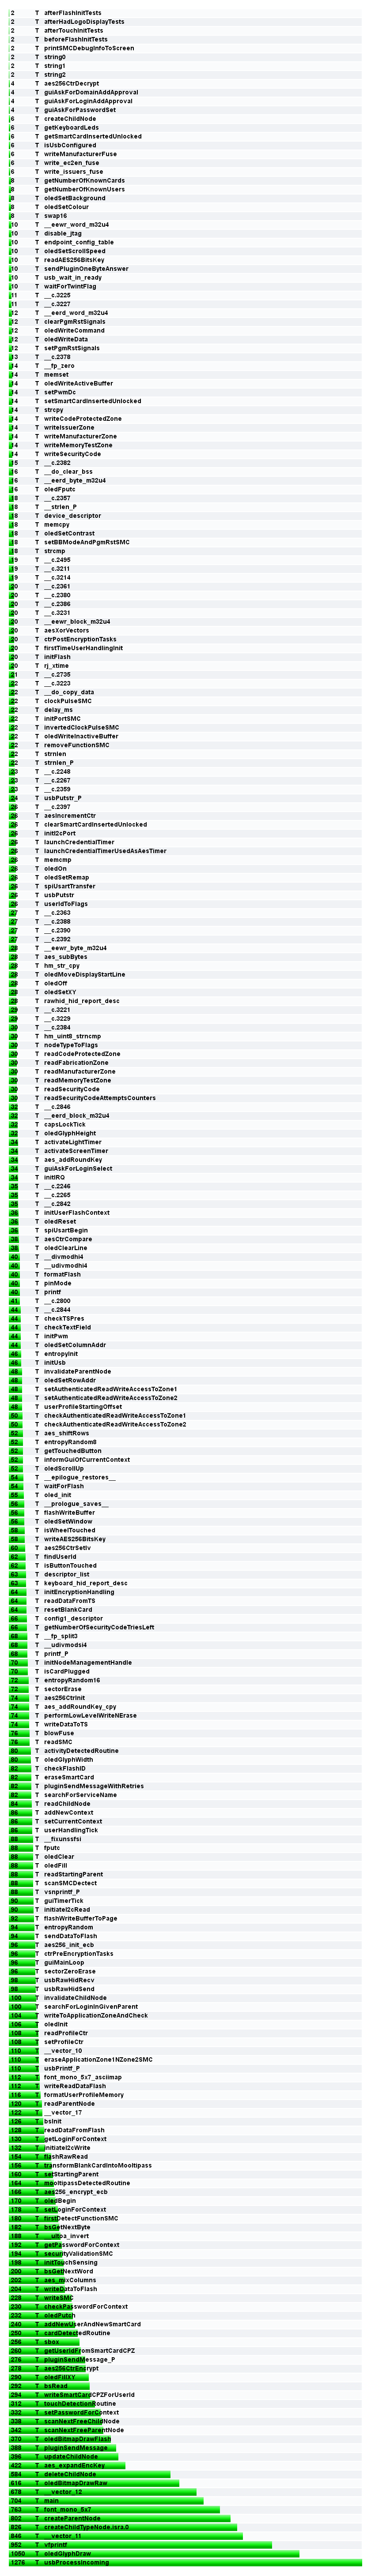 2 T afterFlashInitTests
2 T afterHadLogoDisplayTests
2 T afterTouchInitTests
2 T beforeFlashInitTests
2 T printSMCDebugInfoToScreen
2 T string0
2 T string1
2 T string2
4 T aes256CtrDecrypt
4 T guiAskForDomainAddApproval
4 T guiAskForLoginAddApproval
4 T guiAskForPasswordSet
6 T createChildNode
6 T getKeyboardLeds
6 T getSmartCardInsertedUnlocked
6 T isUsbConfigured
6 T writeManufacturerFuse
6 T write_ec2en_fuse
6 T write_issuers_fuse
8 T getNumberOfKnownCards
8 T getNumberOfKnownUsers
8 T oledSetBackground
8 T oledSetColour
8 T swap16
10 T __eewr_word_m32u4
10 T disable_jtag
10 T endpoint_config_table
10 T oledSetScrollSpeed
10 T readAES256BitsKey
10 T sendPluginOneByteAnswer
10 T usb_wait_in_ready
10 T waitForTwintFlag
11 T __c.3225
11 T __c.3227
12 T __eerd_word_m32u4
12 T clearPgmRstSignals
12 T oledWriteCommand
12 T oledWriteData
12 T setPgmRstSignals
13 T __c.2378
14 T __fp_zero
14 T memset
14 T oledWriteActiveBuffer
14 T setPwmDc
14 T setSmartCardInsertedUnlocked
14 T strcpy
14 T writeCodeProtectedZone
14 T writeIssuerZone
14 T writeManufacturerZone
14 T writeMemoryTestZone
14 T writeSecurityCode
15 T __c.2382
16 T __do_clear_bss
16 T __eerd_byte_m32u4
16 T oledFputc
18 T __c.2357
18 T __strlen_P
18 T device_descriptor
18 T memcpy
18 T oledSetContrast
18 T setBBModeAndPgmRstSMC
18 T strcmp
19 T __c.2495
19 T __c.3211
19 T __c.3214
20 T __c.2361
20 T __c.2380
20 T __c.2386
20 T __c.3231
20 T __eewr_block_m32u4
20 T aesXorVectors
20 T ctrPostEncryptionTasks
20 T firstTimeUserHandlingInit
20 T initFlash
20 T rj_xtime
21 T __c.2735
22 T __c.3223
22 T __do_copy_data
22 T clockPulseSMC
22 T delay_ms
22 T initPortSMC
22 T invertedClockPulseSMC
22 T oledWriteInactiveBuffer
22 T removeFunctionSMC
22 T strnlen
22 T strnlen_P
23 T __c.2248
23 T __c.2267
23 T __c.2359
24 T usbPutstr_P
26 T __c.2397
26 T aesIncrementCtr
26 T clearSmartCardInsertedUnlocked
26 T initI2cPort
26 T launchCredentialTimer
26 T launchCredentialTimerUsedAsAesTimer
26 T memcmp
26 T oledOn
26 T oledSetRemap
26 T spiUsartTransfer
26 T usbPutstr
26 T userIdToFlags
27 T __c.2363
27 T __c.2388
27 T __c.2390
27 T __c.2392
28 T __eewr_byte_m32u4
28 T aes_subBytes
28 T hm_str_cpy
28 T oledMoveDisplayStartLine
28 T oledOff
28 T oledSetXY
28 T rawhid_hid_report_desc
29 T __c.3221
29 T __c.3229
30 T __c.2384
30 T hm_uint8_strncmp
30 T nodeTypeToFlags
30 T readCodeProtectedZone
30 T readFabricationZone
30 T readManufacturerZone
30 T readMemoryTestZone
30 T readSecurityCode
30 T readSecurityCodeAttemptsCounters
32 T __c.2846
32 T __eerd_block_m32u4
32 T capsLockTick
32 T oledGlyphHeight
34 T activateLightTimer
34 T activateScreenTimer
34 T aes_addRoundKey
34 T guiAskForLoginSelect
34 T initIRQ
35 T __c.2246
35 T __c.2265
35 T __c.2842
36 T initUserFlashContext
36 T oledReset
36 T spiUsartBegin
38 T aesCtrCompare
38 T oledClearLine
40 T __divmodhi4
40 T __udivmodhi4
40 T formatFlash
40 T pinMode
40 T printf
41 T __c.2800
44 T __c.2844
44 T checkTSPres
44 T checkTextField
44 T initPwm
44 T oledSetColumnAddr
46 T entropyInit
46 T initUsb
48 T invalidateParentNode
48 T oledSetRowAddr
48 T setAuthenticatedReadWriteAccessToZone1
48 T setAuthenticatedReadWriteAccessToZone2
48 T userProfileStartingOffset
50 T checkAuthenticatedReadWriteAccessToZone1
50 T checkAuthenticatedReadWriteAccessToZone2
52 T aes_shiftRows
52 T entropyRandom8
52 T getTouchedButton
52 T informGuiOfCurrentContext
52 T oledScrollUp
54 T __epilogue_restores__
54 T waitForFlash
55 T oled_init
56 T __prologue_saves__
56 T flashWriteBuffer
56 T oledSetWindow
58 T isWheelTouched
58 T writeAES256BitsKey
60 T aes256CtrSetIv
62 T findUserId
62 T isButtonTouched
63 T descriptor_list
63 T keyboard_hid_report_desc
64 T initEncryptionHandling
64 T readDataFromTS
64 T resetBlankCard
66 T config1_descriptor
66 T getNumberOfSecurityCodeTriesLeft
68 T __fp_split3
68 T __udivmodsi4
68 T printf_P
70 T initNodeManagementHandle
70 T isCardPlugged
72 T entropyRandom16
72 T sectorErase
74 T aes256CtrInit
74 T aes_addRoundKey_cpy
74 T performLowLevelWriteNErase
74 T writeDataToTS
76 T blowFuse
76 T readSMC
80 T activityDetectedRoutine
80 T oledGlyphWidth
82 T checkFlashID
82 T eraseSmartCard
82 T pluginSendMessageWithRetries
82 T searchForServiceName
84 T readChildNode
86 T addNewContext
86 T setCurrentContext
86 T userHandlingTick
88 T __fixunssfsi
88 T fputc
88 T oledClear
88 T oledFill
88 T readStartingParent
88 T scanSMCDectect
88 T vsnprintf_P
90 T guiTimerTick
90 T initiateI2cRead
92 T flashWriteBufferToPage
94 T entropyRandom
94 T sendDataToFlash
96 T aes256_init_ecb
96 T ctrPreEncryptionTasks
96 T guiMainLoop
96 T sectorZeroErase
98 T usbRawHidRecv
98 T usbRawHidSend
100 T invalidateChildNode
100 T searchForLoginInGivenParent
104 T writeToApplicationZoneAndCheck
106 T oledInit
108 T readProfileCtr
108 T setProfileCtr
110 T __vector_10
110 T eraseApplicationZone1NZone2SMC
110 T usbPrintf_P
112 T font_mono_5x7_asciimap
112 T writeReadDataFlash
116 T formatUserProfileMemory
120 T readParentNode
122 T __vector_17
126 T bsInit
128 T readDataFromFlash
130 T getLoginForContext
132 T initiateI2cWrite
154 T flashRawRead
156 T transformBlankCardIntoMooltipass
160 T setStartingParent
164 T mooltipassDetectedRoutine
166 T aes256_encrypt_ecb
170 T oledBegin
178 T setLoginForContext
180 T firstDetectFunctionSMC
182 T bsGetNextByte
188 T __ultoa_invert
192 T getPasswordForContext
194 T securityValidationSMC
198 T initTouchSensing
200 T bsGetNextWord
202 T aes_mixColumns
204 T writeDataToFlash
228 T writeSMC
230 T checkPasswordForContext
232 T oledPutch
240 T addNewUserAndNewSmartCard
250 T cardDetectedRoutine
256 T sbox
260 T getUserIdFromSmartCardCPZ
276 T pluginSendMessage_P
278 T aes256CtrEncrypt
290 T oledFillXY
292 T bsRead
294 T writeSmartCardCPZForUserId
312 T touchDetectionRoutine
332 T setPasswordForContext
338 T scanNextFreeChildNode
342 T scanNextFreeParentNode
370 T oledBitmapDrawFlash
388 T pluginSendMessage
396 T updateChildNode
422 T aes_expandEncKey
584 T deleteChildNode
616 T oledBitmapDrawRaw
678 T __vector_12
704 T main
763 T font_mono_5x7
802 T createParentNode
826 T createChildTypeNode.isra.0
846 T __vector_11
952 T vfprintf
1050 T oledGlyphDraw
1276 T usbProcessIncoming